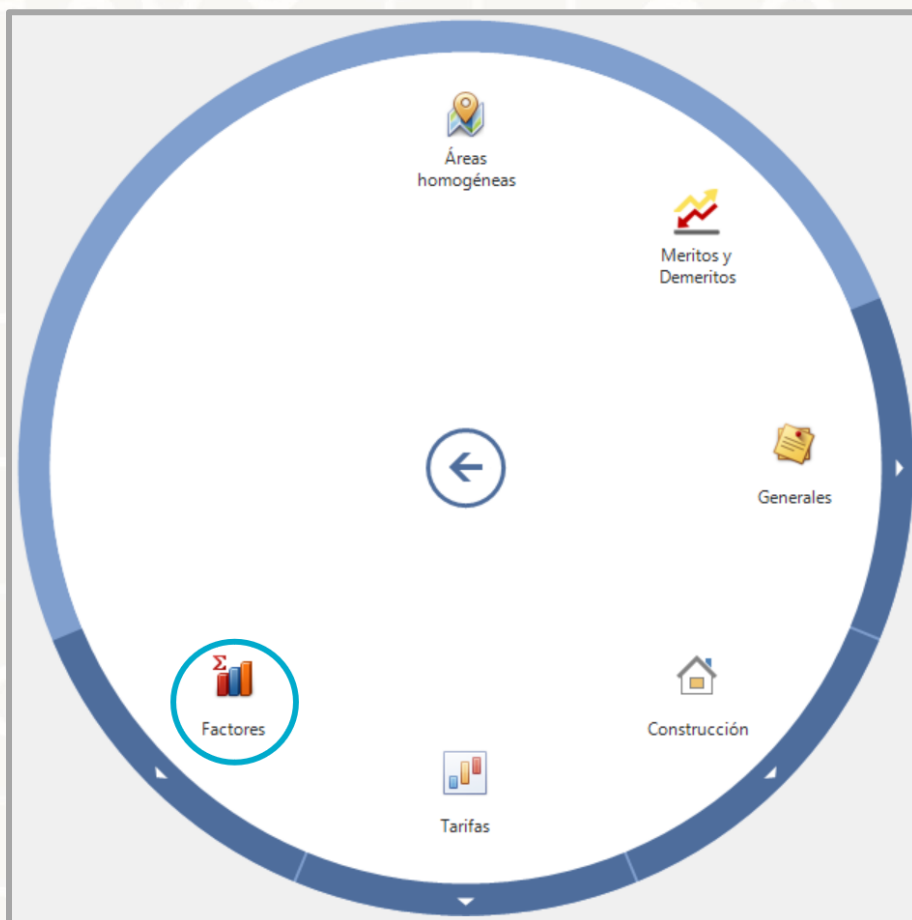 Áreas
homogéneas
Meritos y
Demeritos
Generales
Construcción
Factores
Tarifas